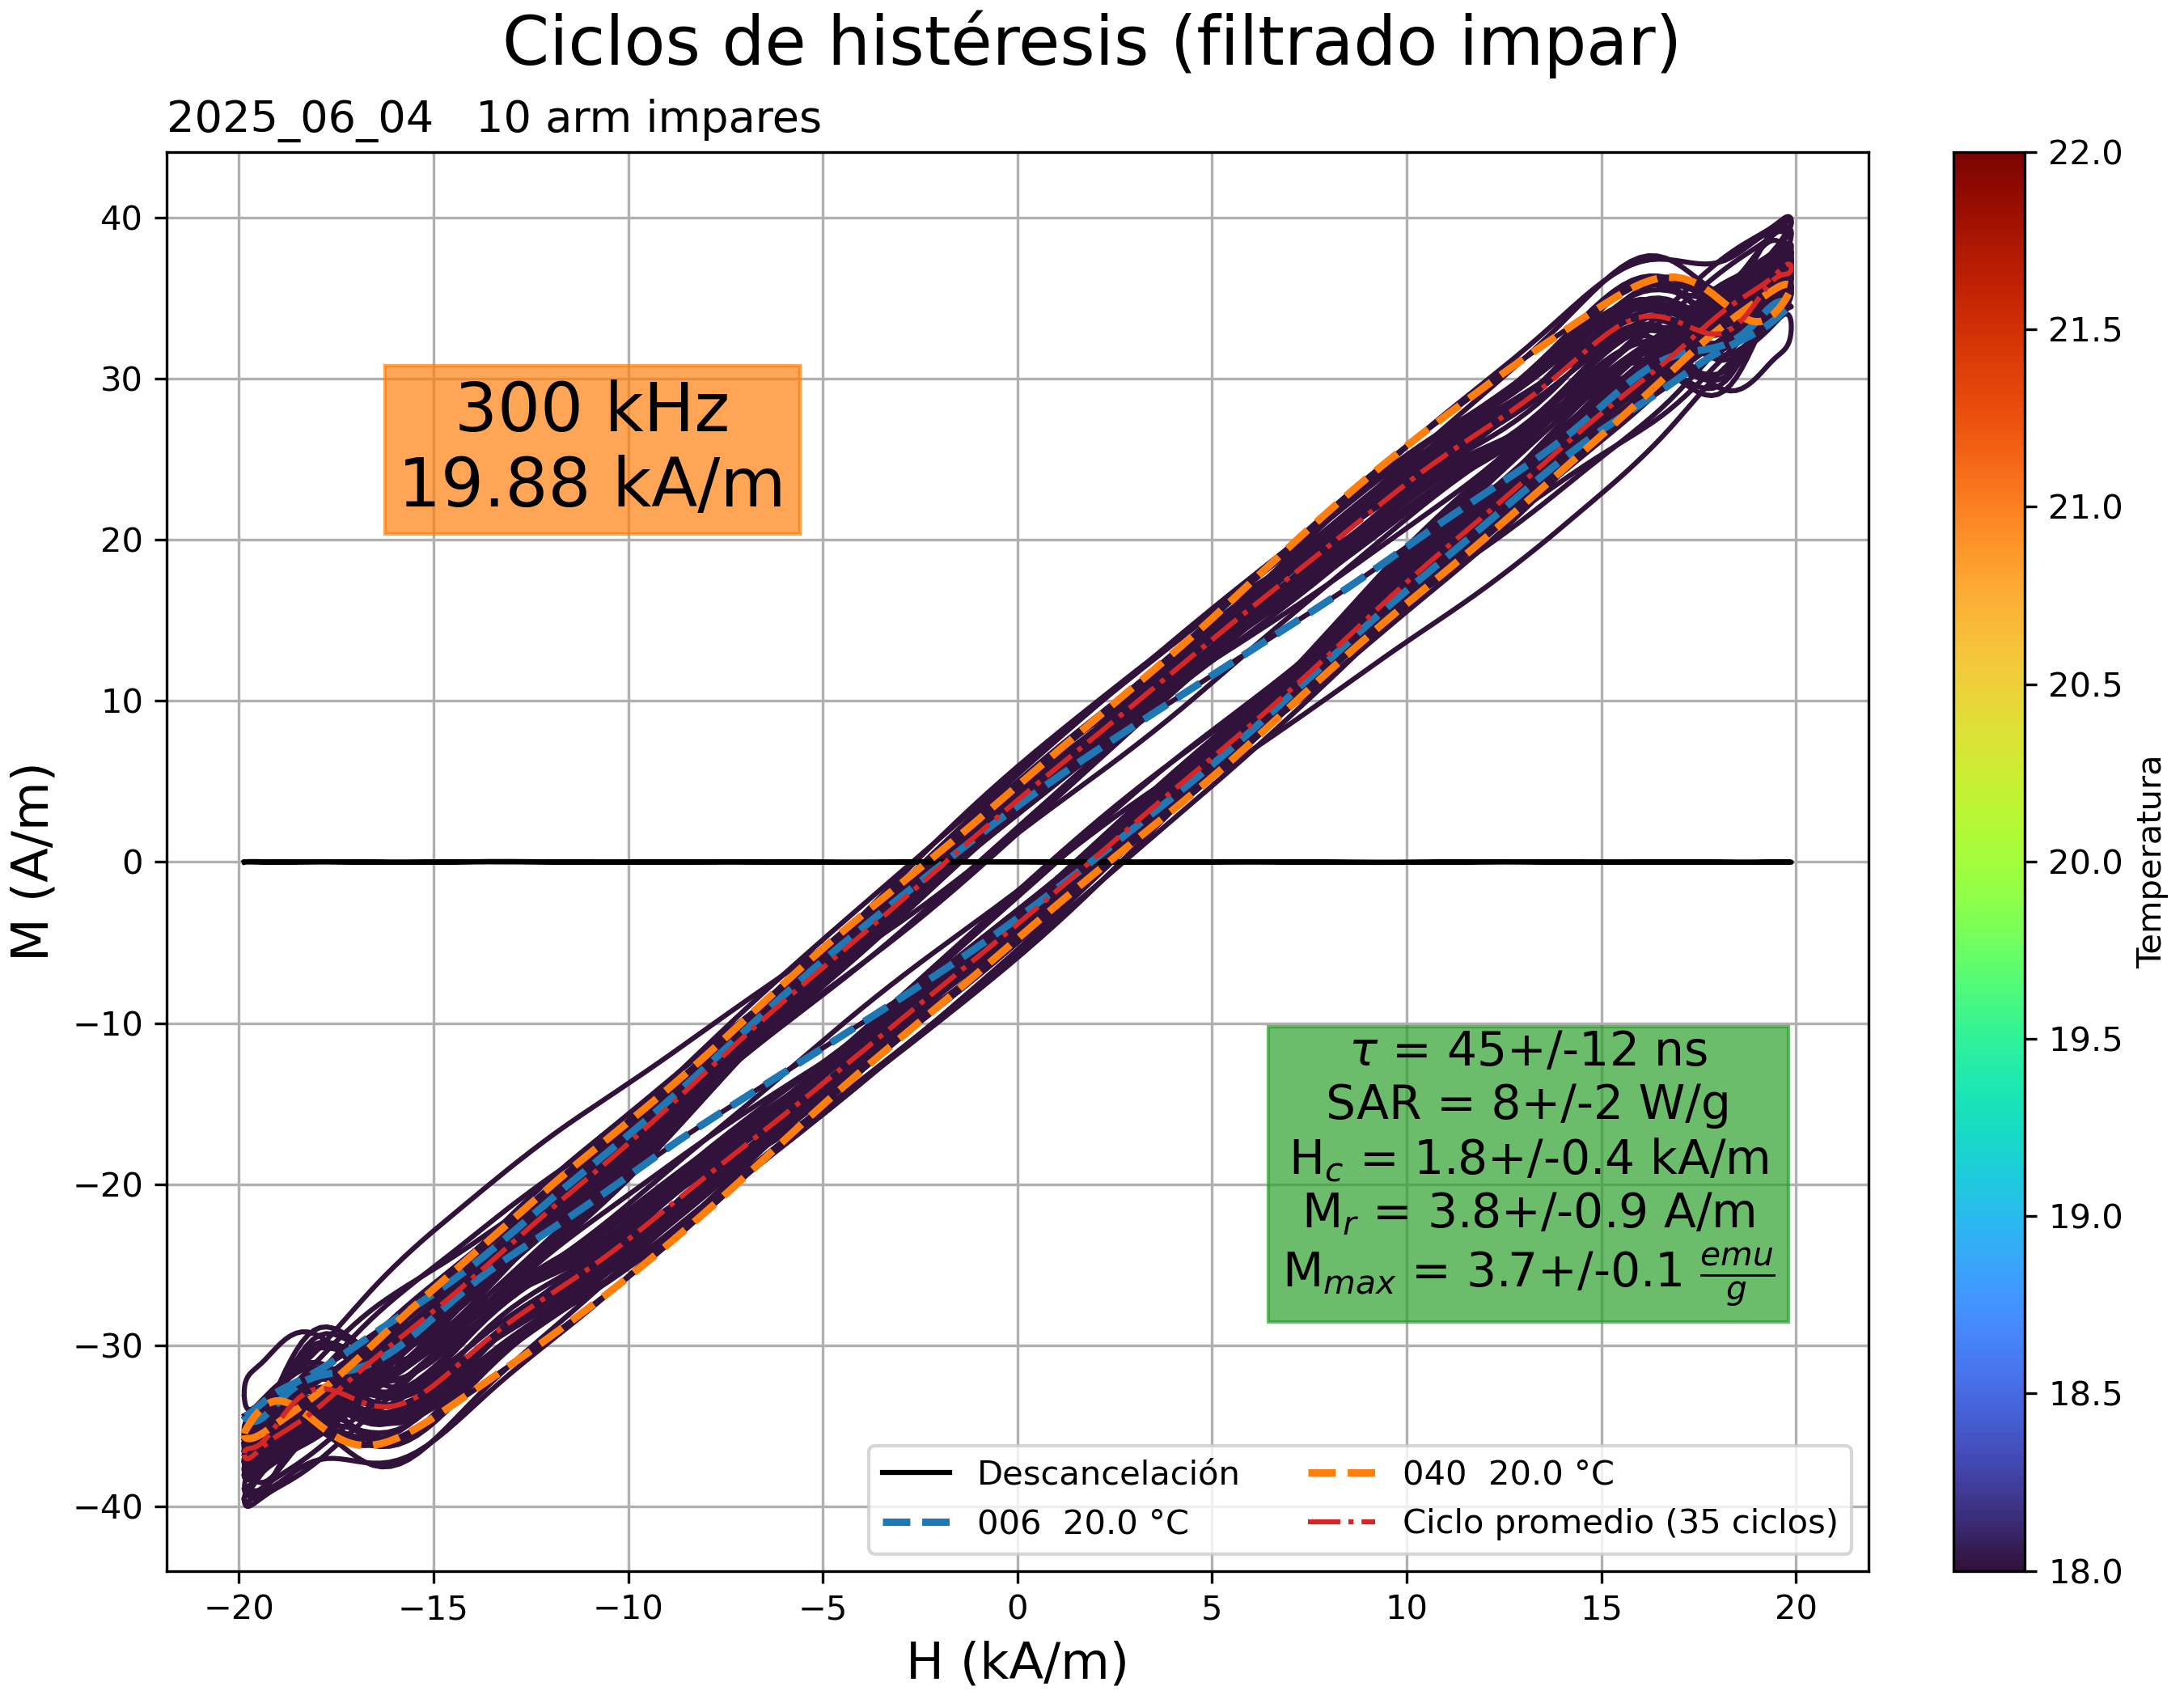 Ciclos de histéresis (filtrado impar)
2025_06_04   10 arm impares
300 kHz
19.88 kA/m
τ = 45+/-12 ns
SAR = 8+/-2 W/g
H_c = 1.8+/-0.4 kA/m
M_r = 3.8+/-0.9 A/m
M_max = 3.7+/-0.1 emu/g
Descancelación
006  20.0 °C
040  20.0 °C
Ciclo promedio (35 ciclos)
M (A/m)
40
30
20
10
0
−10
−20
−30
−40
−20
−15
−10
−5
0
5
10
15
20
H (kA/m)
22.0
21.5
21.0
20.5
20.0
19.5
19.0
18.5
18.0
Temperatura